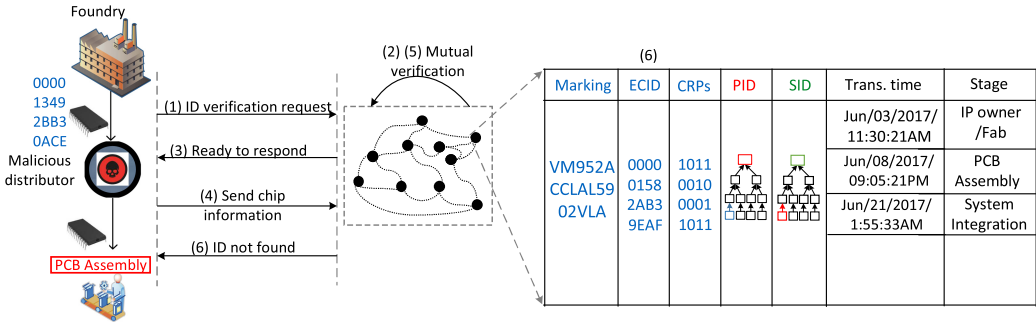 Foundry
0000
1349
2BB3
0ACE
Malicious
distributor
PCB Assembly
(1) ID verification request
(3) Ready to respond
(4) Send chip
information
(6) ID not found
(2) (5) Mutual
verification
(6)
Marking ECID CRPs PID SID Trans. time Stage
VM952A
CCLAL59
02VLA
0000
0158
2AB3
9EAF
1011
0010
0001
1011
Jun/03/2017/
11:30:21AM
IP owner
/Fab
Jun/08/2017/
09:05:21PM
PCB
Assembly
Jun/21/2017/
1:55:33AM
System
Integration